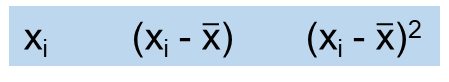 xᵢ (xᵢ - x̅) (xᵢ - x̅)²